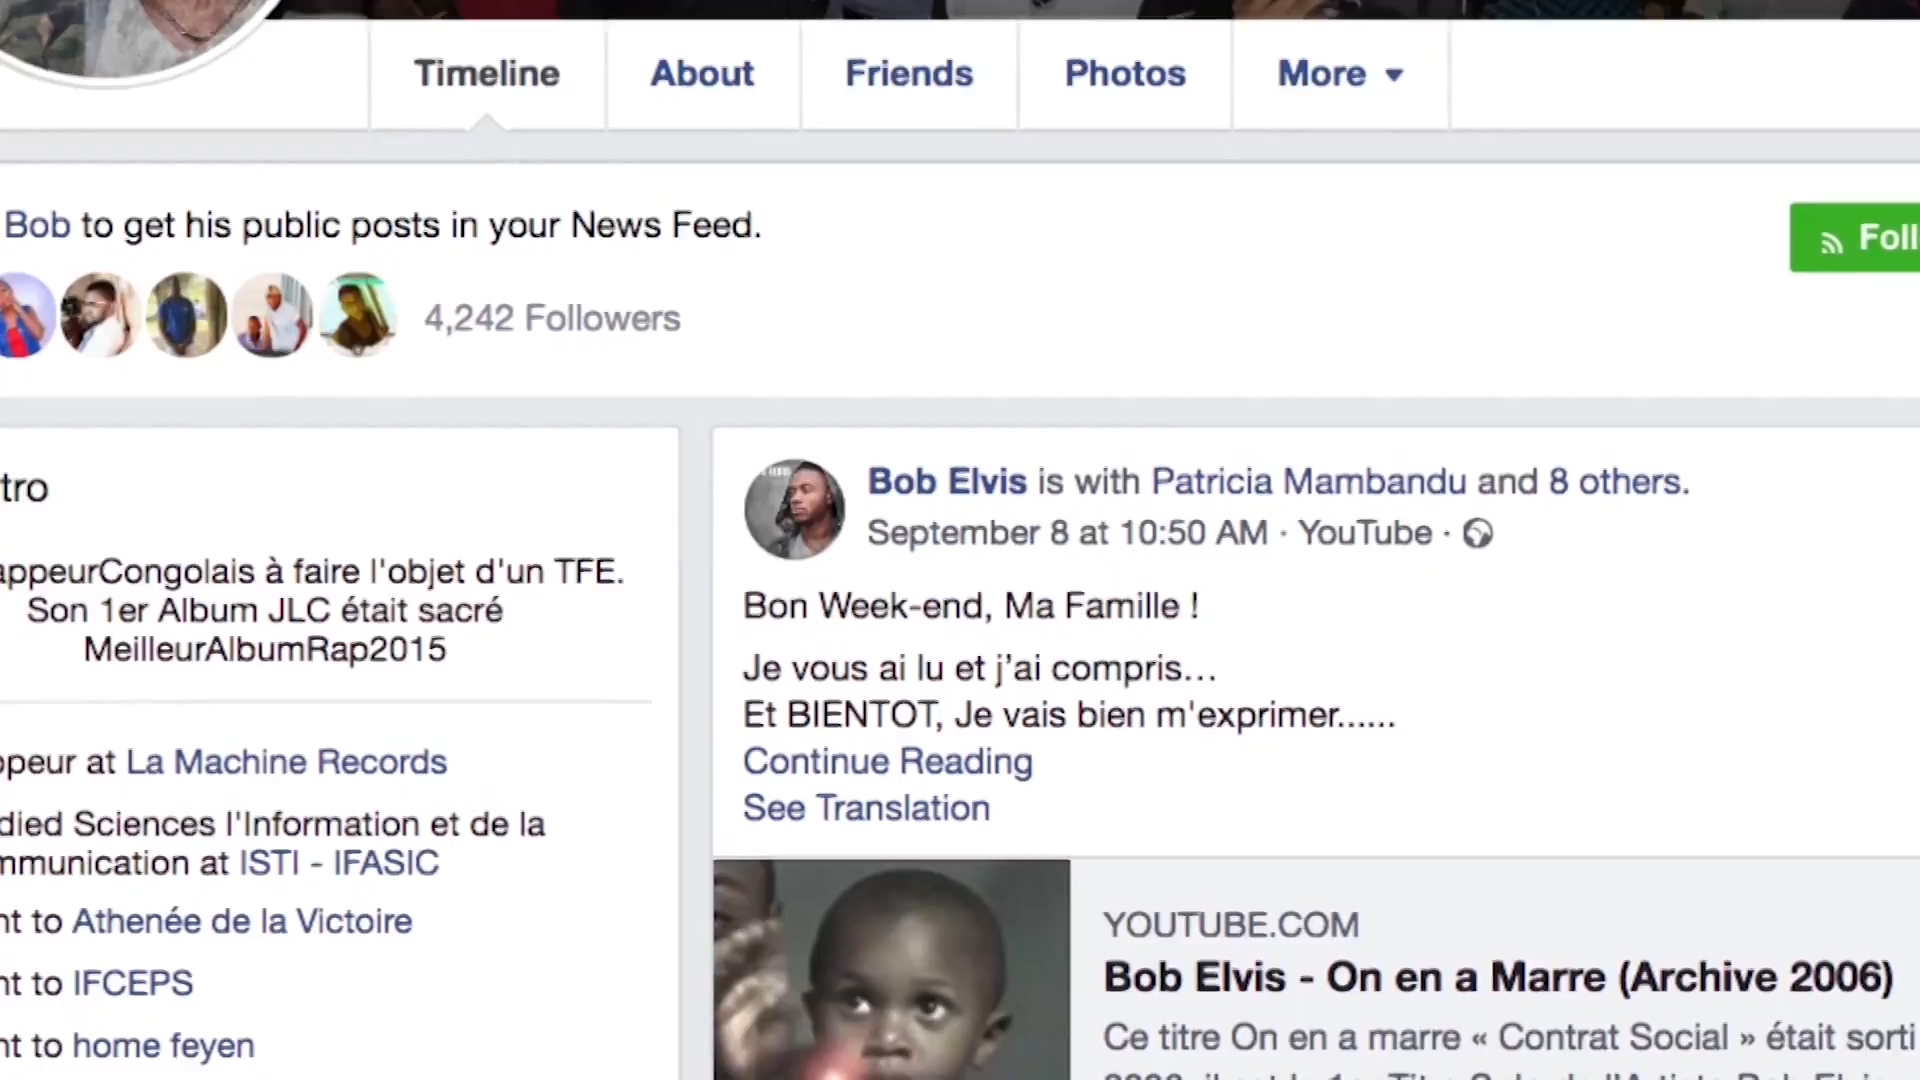 Timeline
About
Friends
Photos
More
Bob to get his public posts in your News Feed.
4,242 Followers
tro
appeurCongolais à faire l'objet d'un TFE.
Son 1er Album JLC était sacré
MeilleurAlbumRap2015
ppeur at La Machine Records
died Sciences l'Information et de la
mmunication at ISTI - IFASIC
nt to Athenée de la Victoire
nt to IFCEPS
nt to home feyen
Foll
Bob Elvis is with Patricia Mambandu and 8 others.
September 8 at 10:50 AM · YouTube ·
Bon Week-end, Ma Famille !
Je vous ai lu et j'ai compris...
Et BIENTOT, Je vais bien m'exprimer......
Continue Reading
See Translation
YOUTUBE.COM
Bob Elvis - On en a Marre (Archive 2006)
Ce titre On en a marre « Contrat Social » était sorti